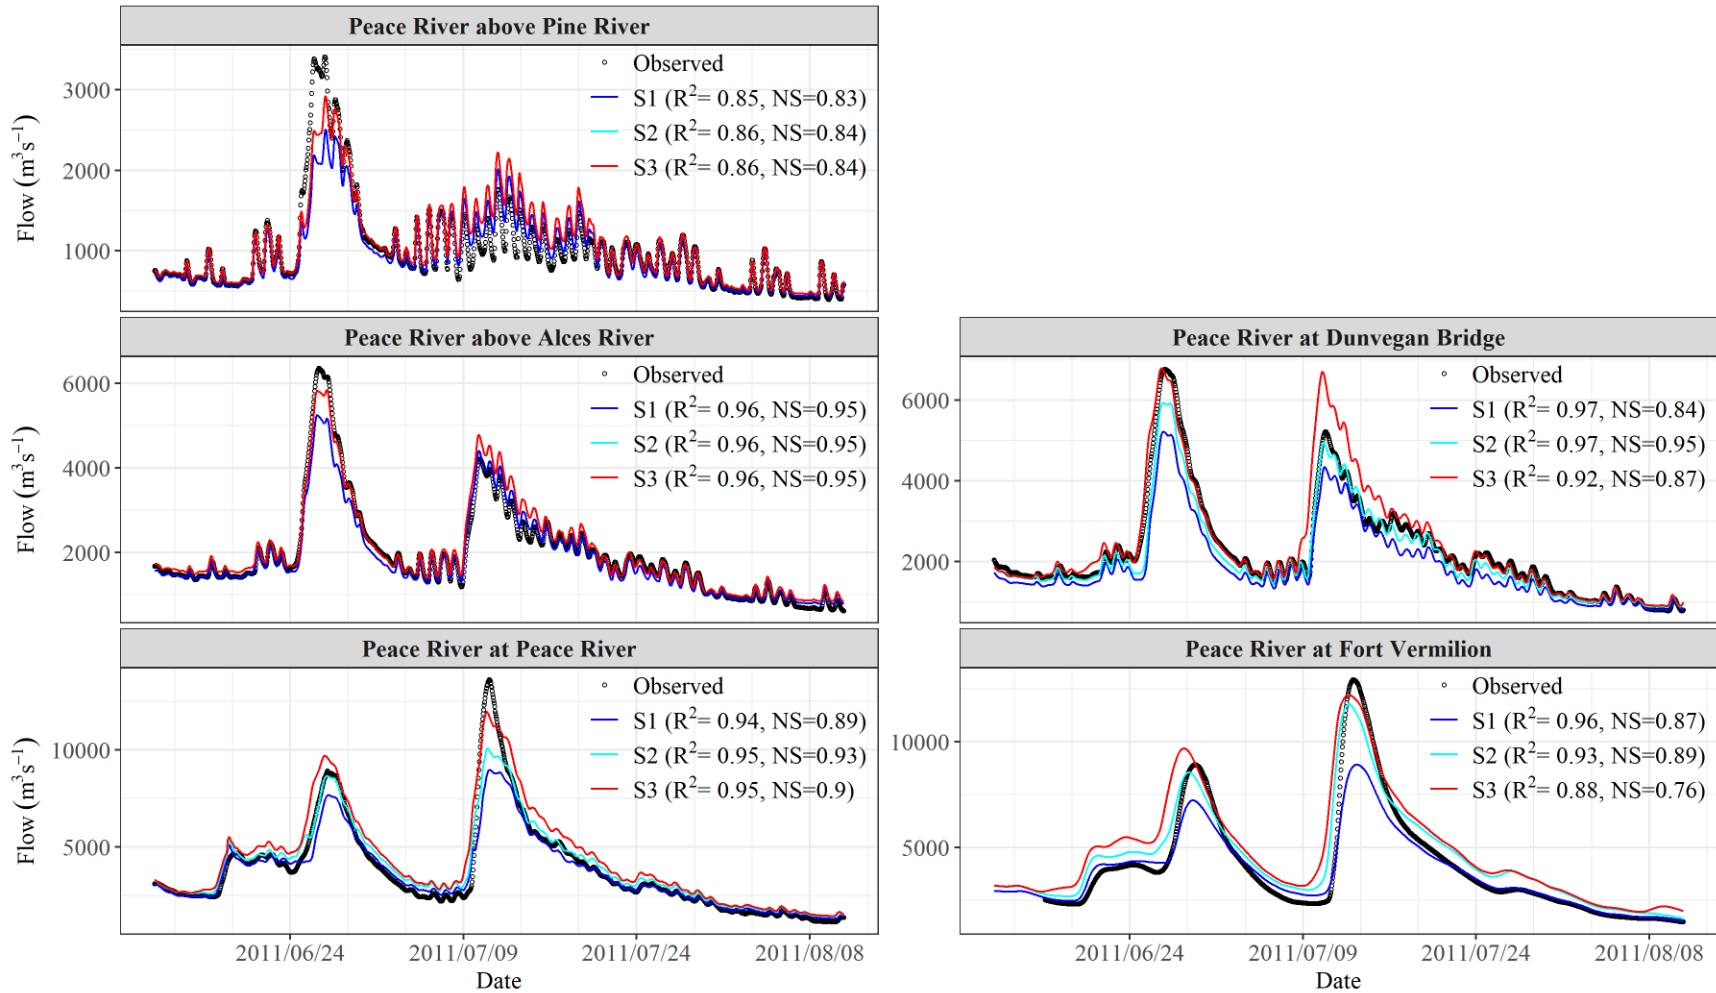 Peace River above Pine River
Flow (m³s⁻¹)
3000
2000
1000
Observed
S1 (R²= 0.85, NS=0.83)
S2 (R²= 0.86, NS=0.84)
S3 (R²= 0.86, NS=0.84)
Peace River above Alces River
Flow (m³s⁻¹)
6000
4000
2000
Observed
S1 (R²= 0.96, NS=0.95)
S2 (R²= 0.96, NS=0.95)
S3 (R²= 0.96, NS=0.95)
Peace River at Dunvegan Bridge
6000
4000
2000
Observed
S1 (R²= 0.97, NS=0.84)
S2 (R²= 0.97, NS=0.95)
S3 (R²= 0.92, NS=0.87)
Peace River at Peace River
Flow (m³s⁻¹)
10000
5000
Observed
S1 (R²= 0.94, NS=0.89)
S2 (R²= 0.95, NS=0.93)
S3 (R²= 0.95, NS=0.9)
2011/06/24
2011/07/09
2011/07/24
2011/08/08
Date
Peace River at Fort Vermilion
10000
5000
Observed
S1 (R²= 0.96, NS=0.87)
S2 (R²= 0.93, NS=0.89)
S3 (R²= 0.88, NS=0.76)
2011/06/24
2011/07/09
2011/07/24
2011/08/08
Date